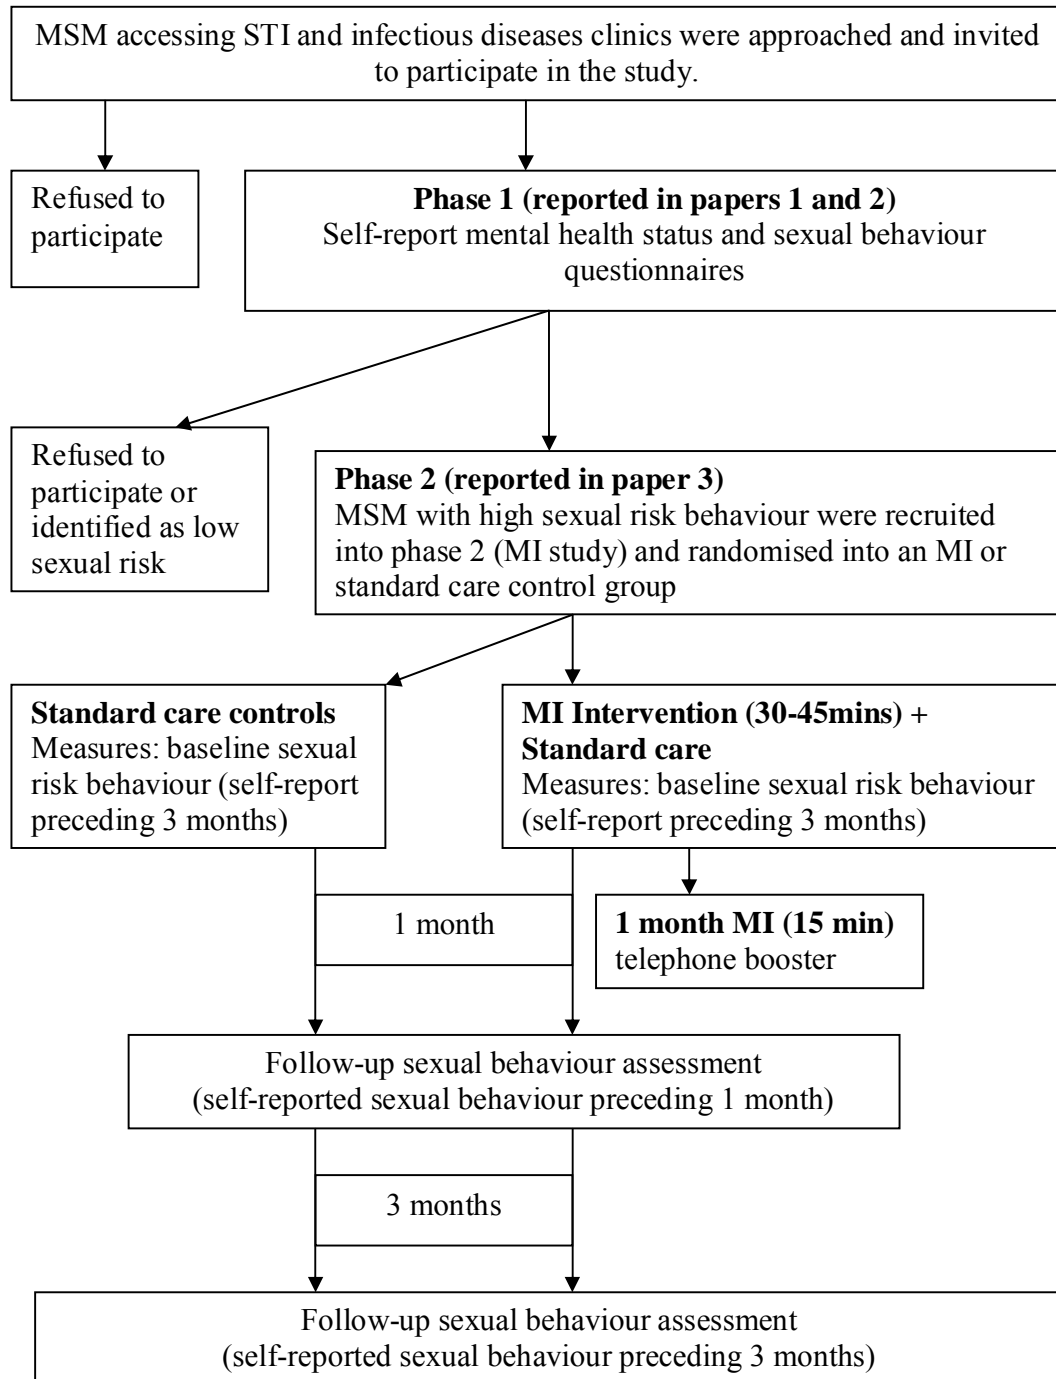 MSM accessing STI and infectious diseases clinics were approached and invited
to participate in the study.
Refused to
participate
Phase 1 (reported in papers 1 and 2)
Self-report mental health status and sexual behaviour
questionnaires
Refused to
participate or
identified as low
sexual risk
Phase 2 (reported in paper 3)
MSM with high sexual risk behaviour were recruited
into phase 2 (MI study) and randomised into an MI or
standard care control group
Standard care controls
Measures: baseline sexual
risk behaviour (self-report
preceding 3 months)
MI Intervention (30-45mins) +
Standard care
Measures: baseline sexual risk behaviour
(self-report preceding 3 months)
1 month
1 month MI (15 min)
telephone booster
Follow-up sexual behaviour assessment
(self-reported sexual behaviour preceding 1 month)
3 months
Follow-up sexual behaviour assessment
(self-reported sexual behaviour preceding 3 months)